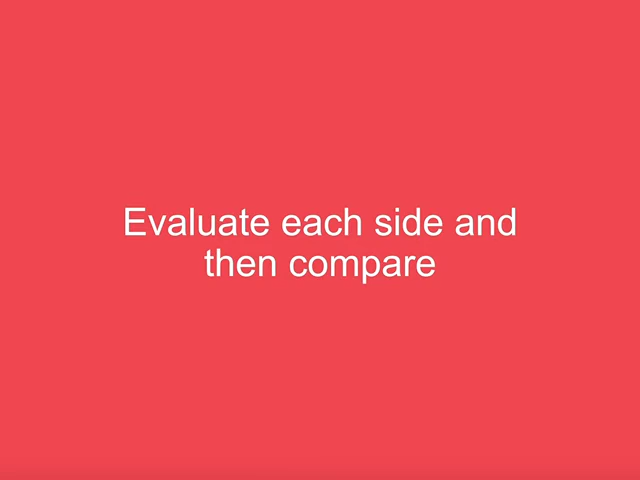 Evaluate each side and
then compare